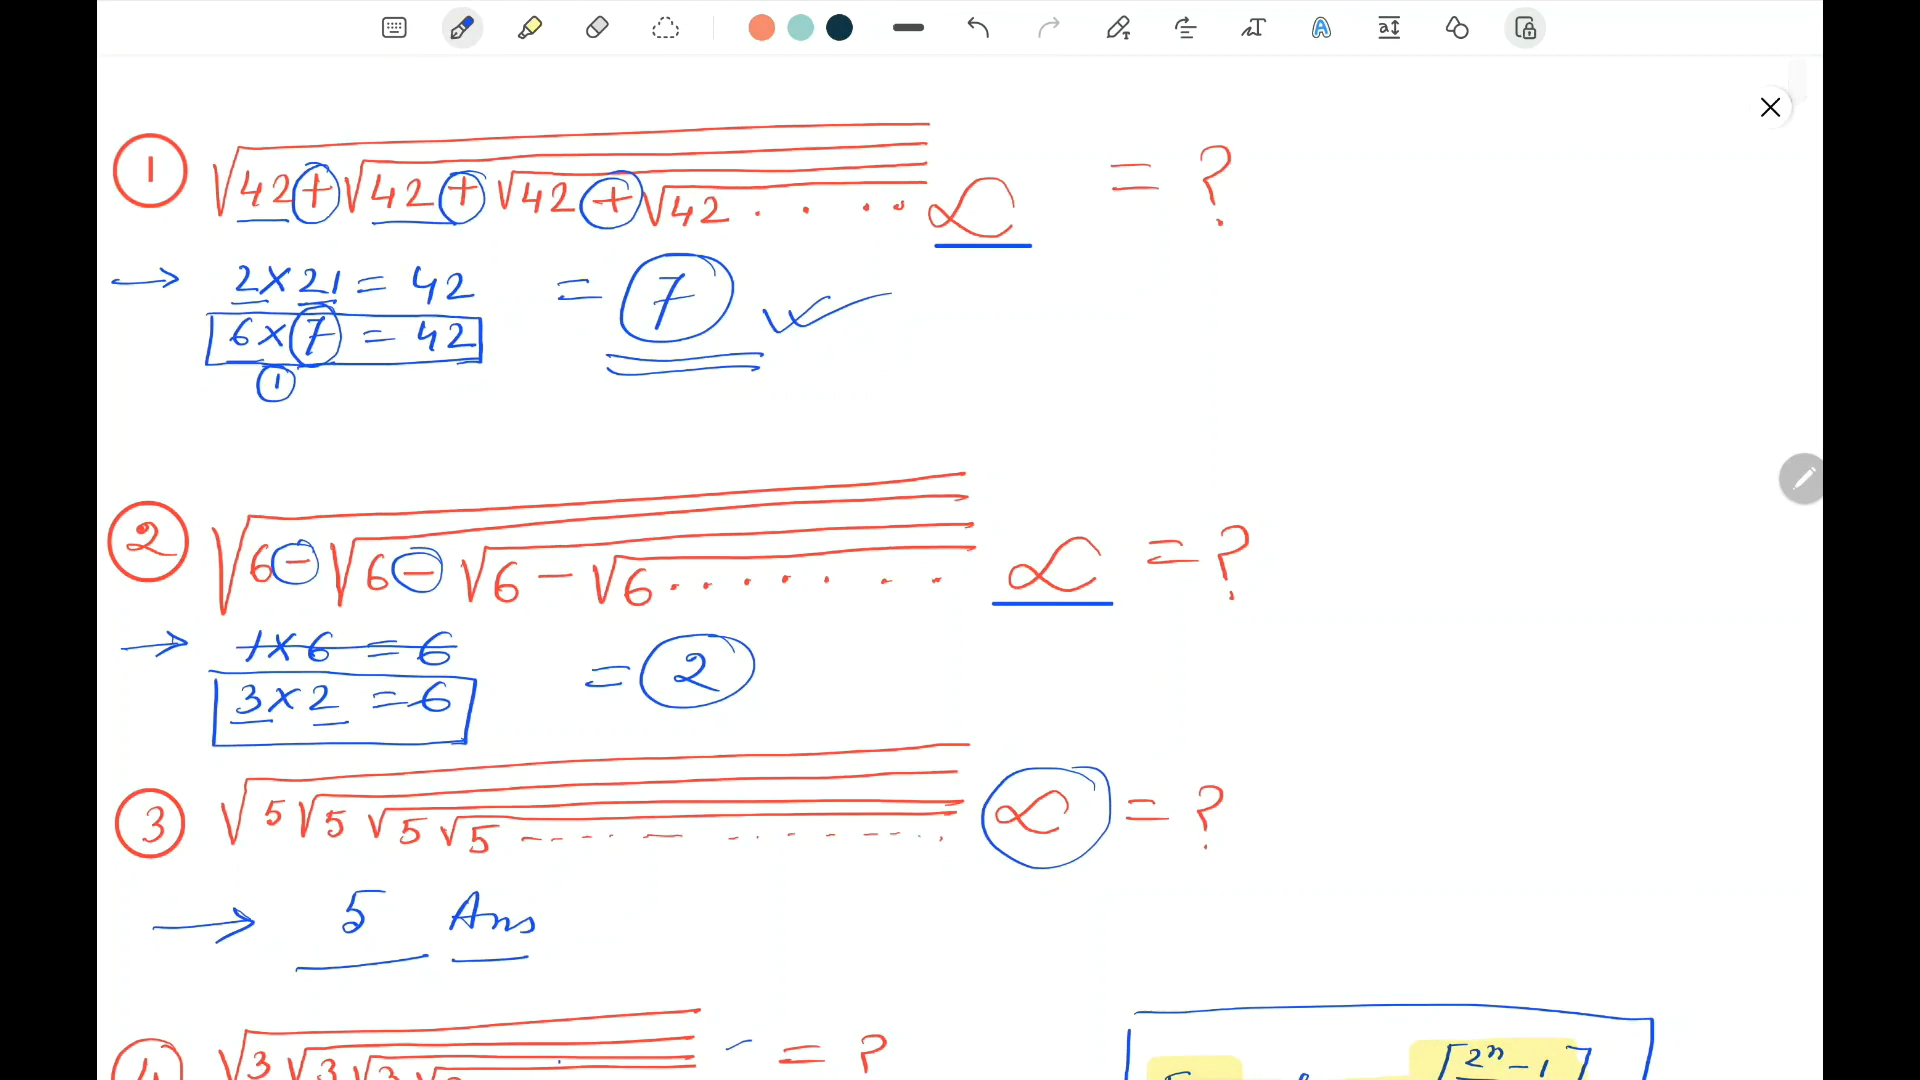 ① √42+√42+√42+√42 . . . . ∝ = ?
→ 2×21 = 42 = 7 ✓
6×7 = 42
①
② √6−√6−√6−√6 . . . . . . . . ∝ = ?
→ 1×6 = 6 = 2
3×2 = 6
③ √5√5√5√5 - - - - - - - - - - - ∝ = ?
→ 5 Ans
④ √3√3√3 = ?
[2ⁿ−1]